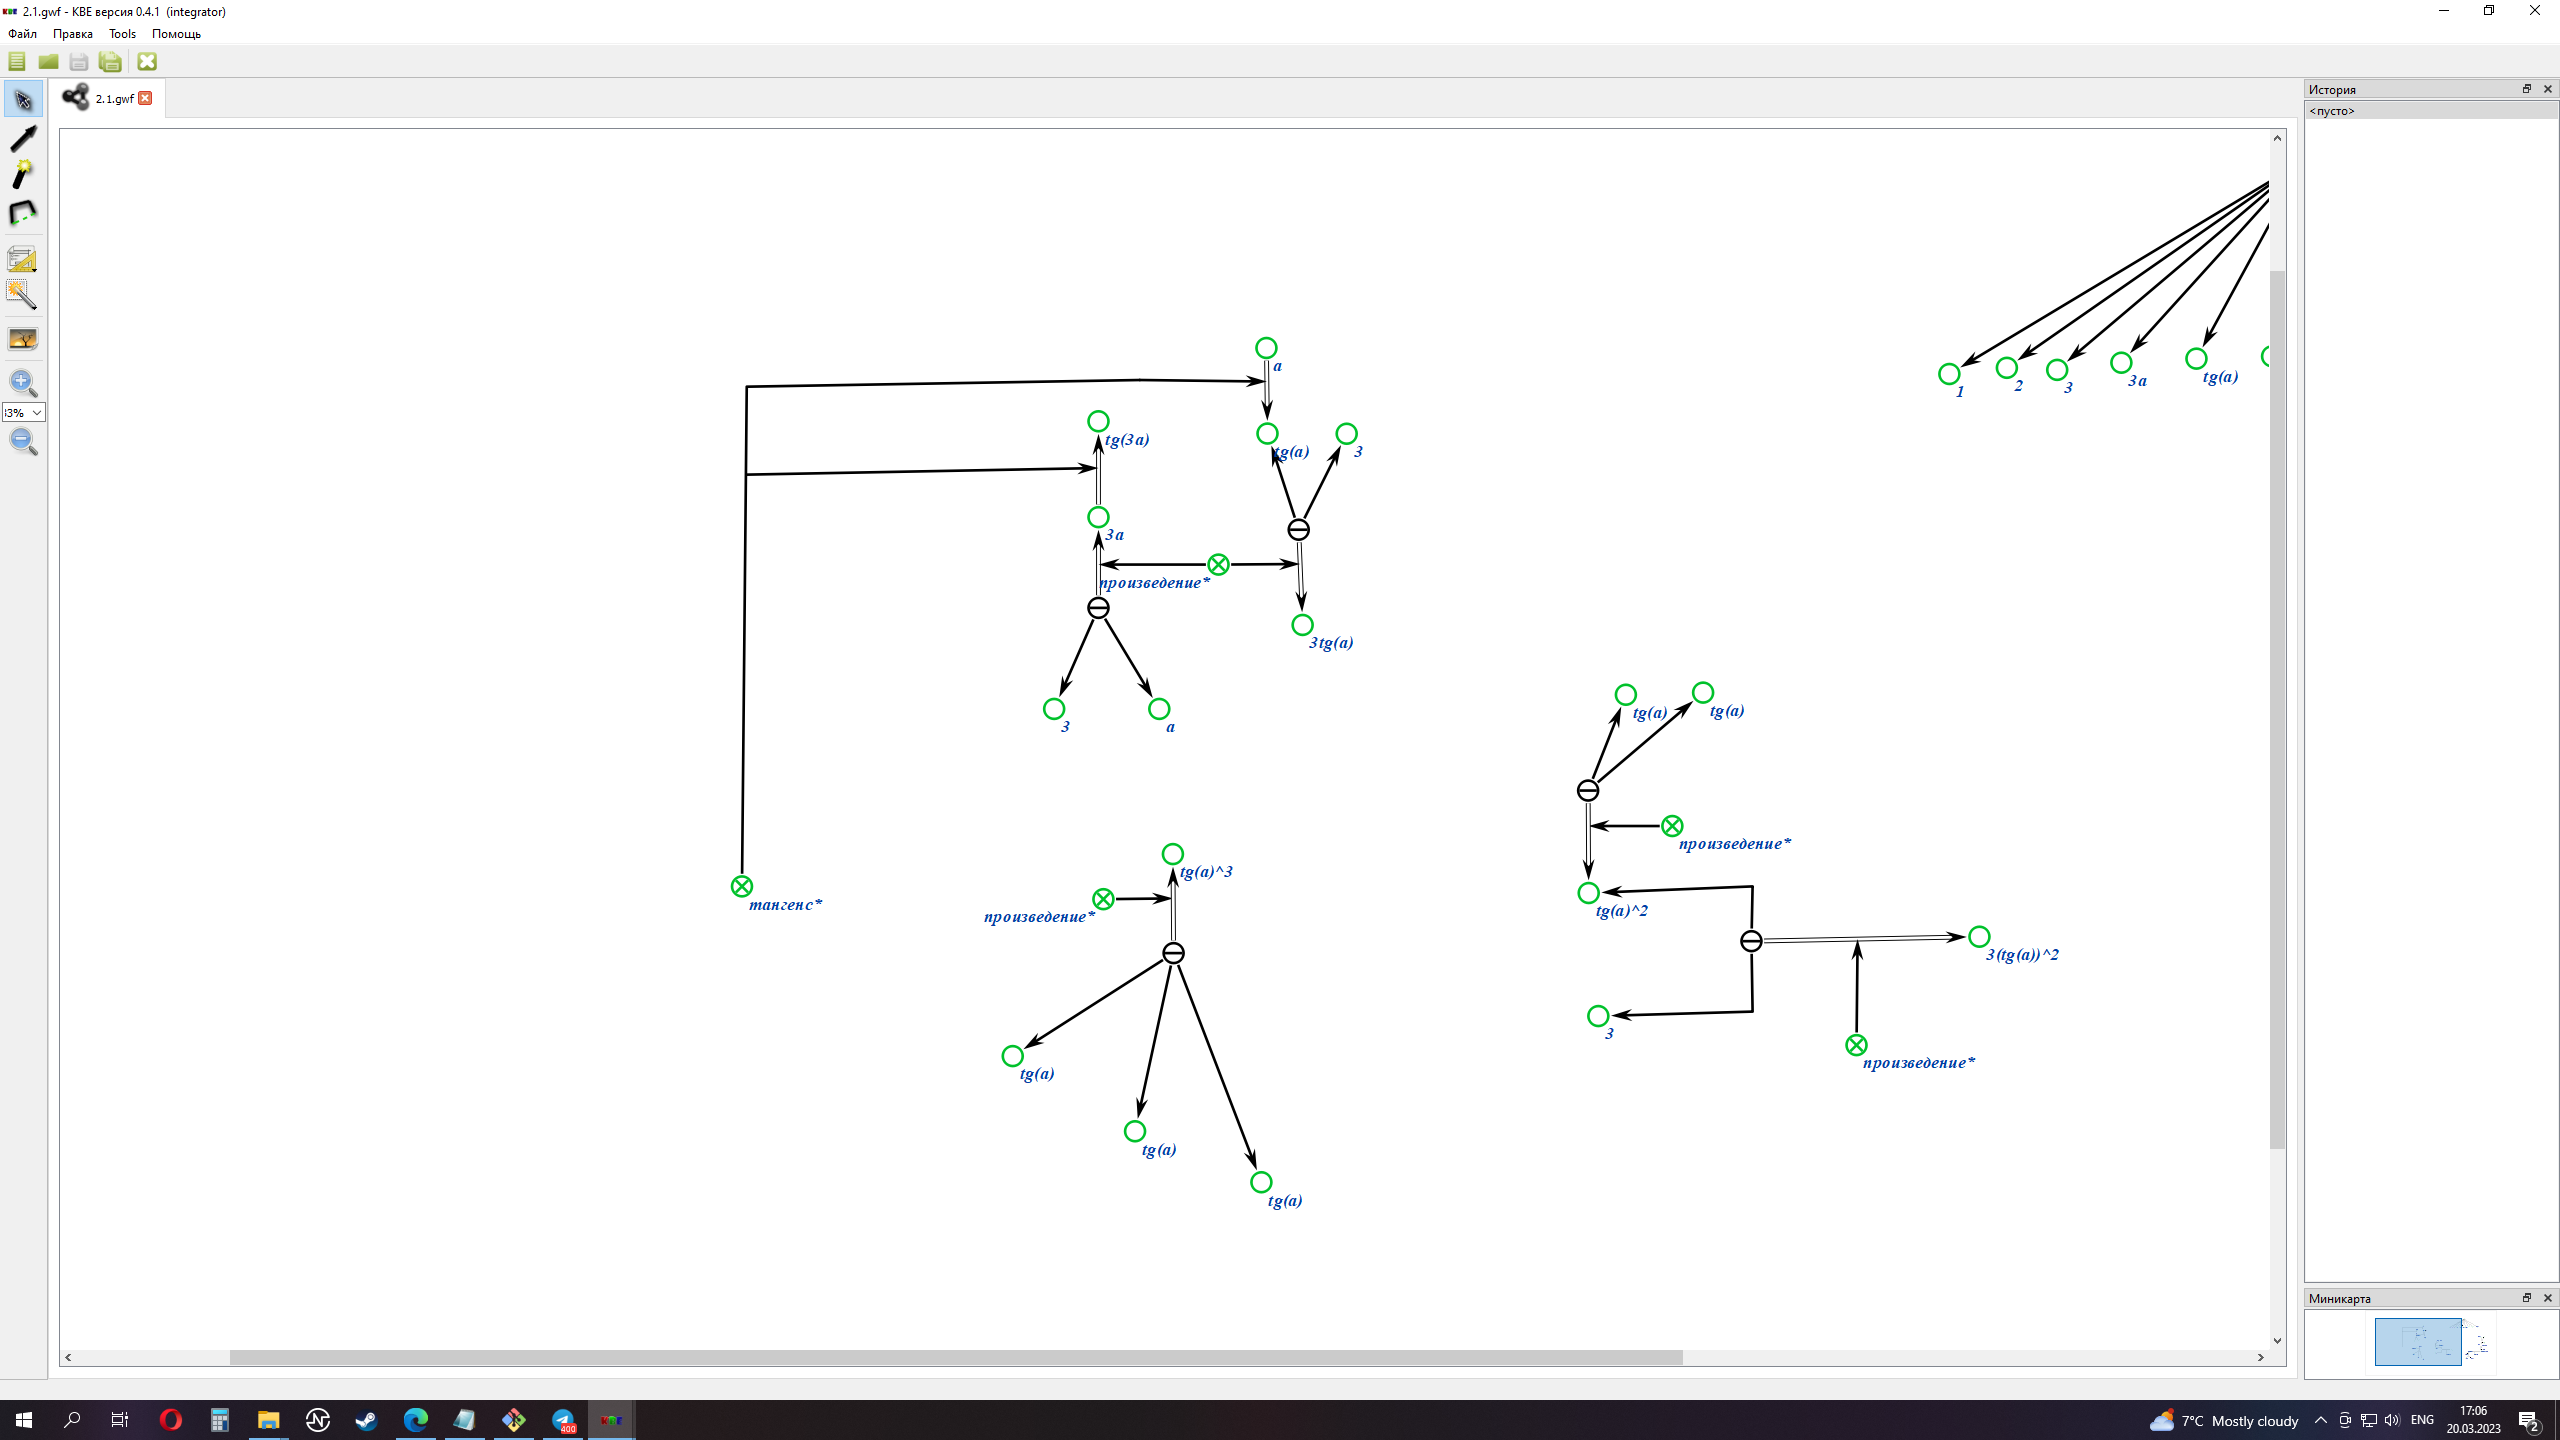 2.1.gwf - KBE версия 0.4.1 (integrator)
Файл Правка Tools Помощь
2.1.gwf
История
<пусто>
a
tg(3a)
tg(a)
3
3a
произведение*
3tg(a)
3
a
1
2
3
3a
tg(a)
tg(a)
tg(a)
произведение*
tg(a)^2
3(tg(a))^2
3
произведение*
тангенс*
tg(a)^3
произведение*
tg(a)
tg(a)
tg(a)
Миникарта
400
7°C Mostly cloudy
ENG
17:06
20.03.2023
2